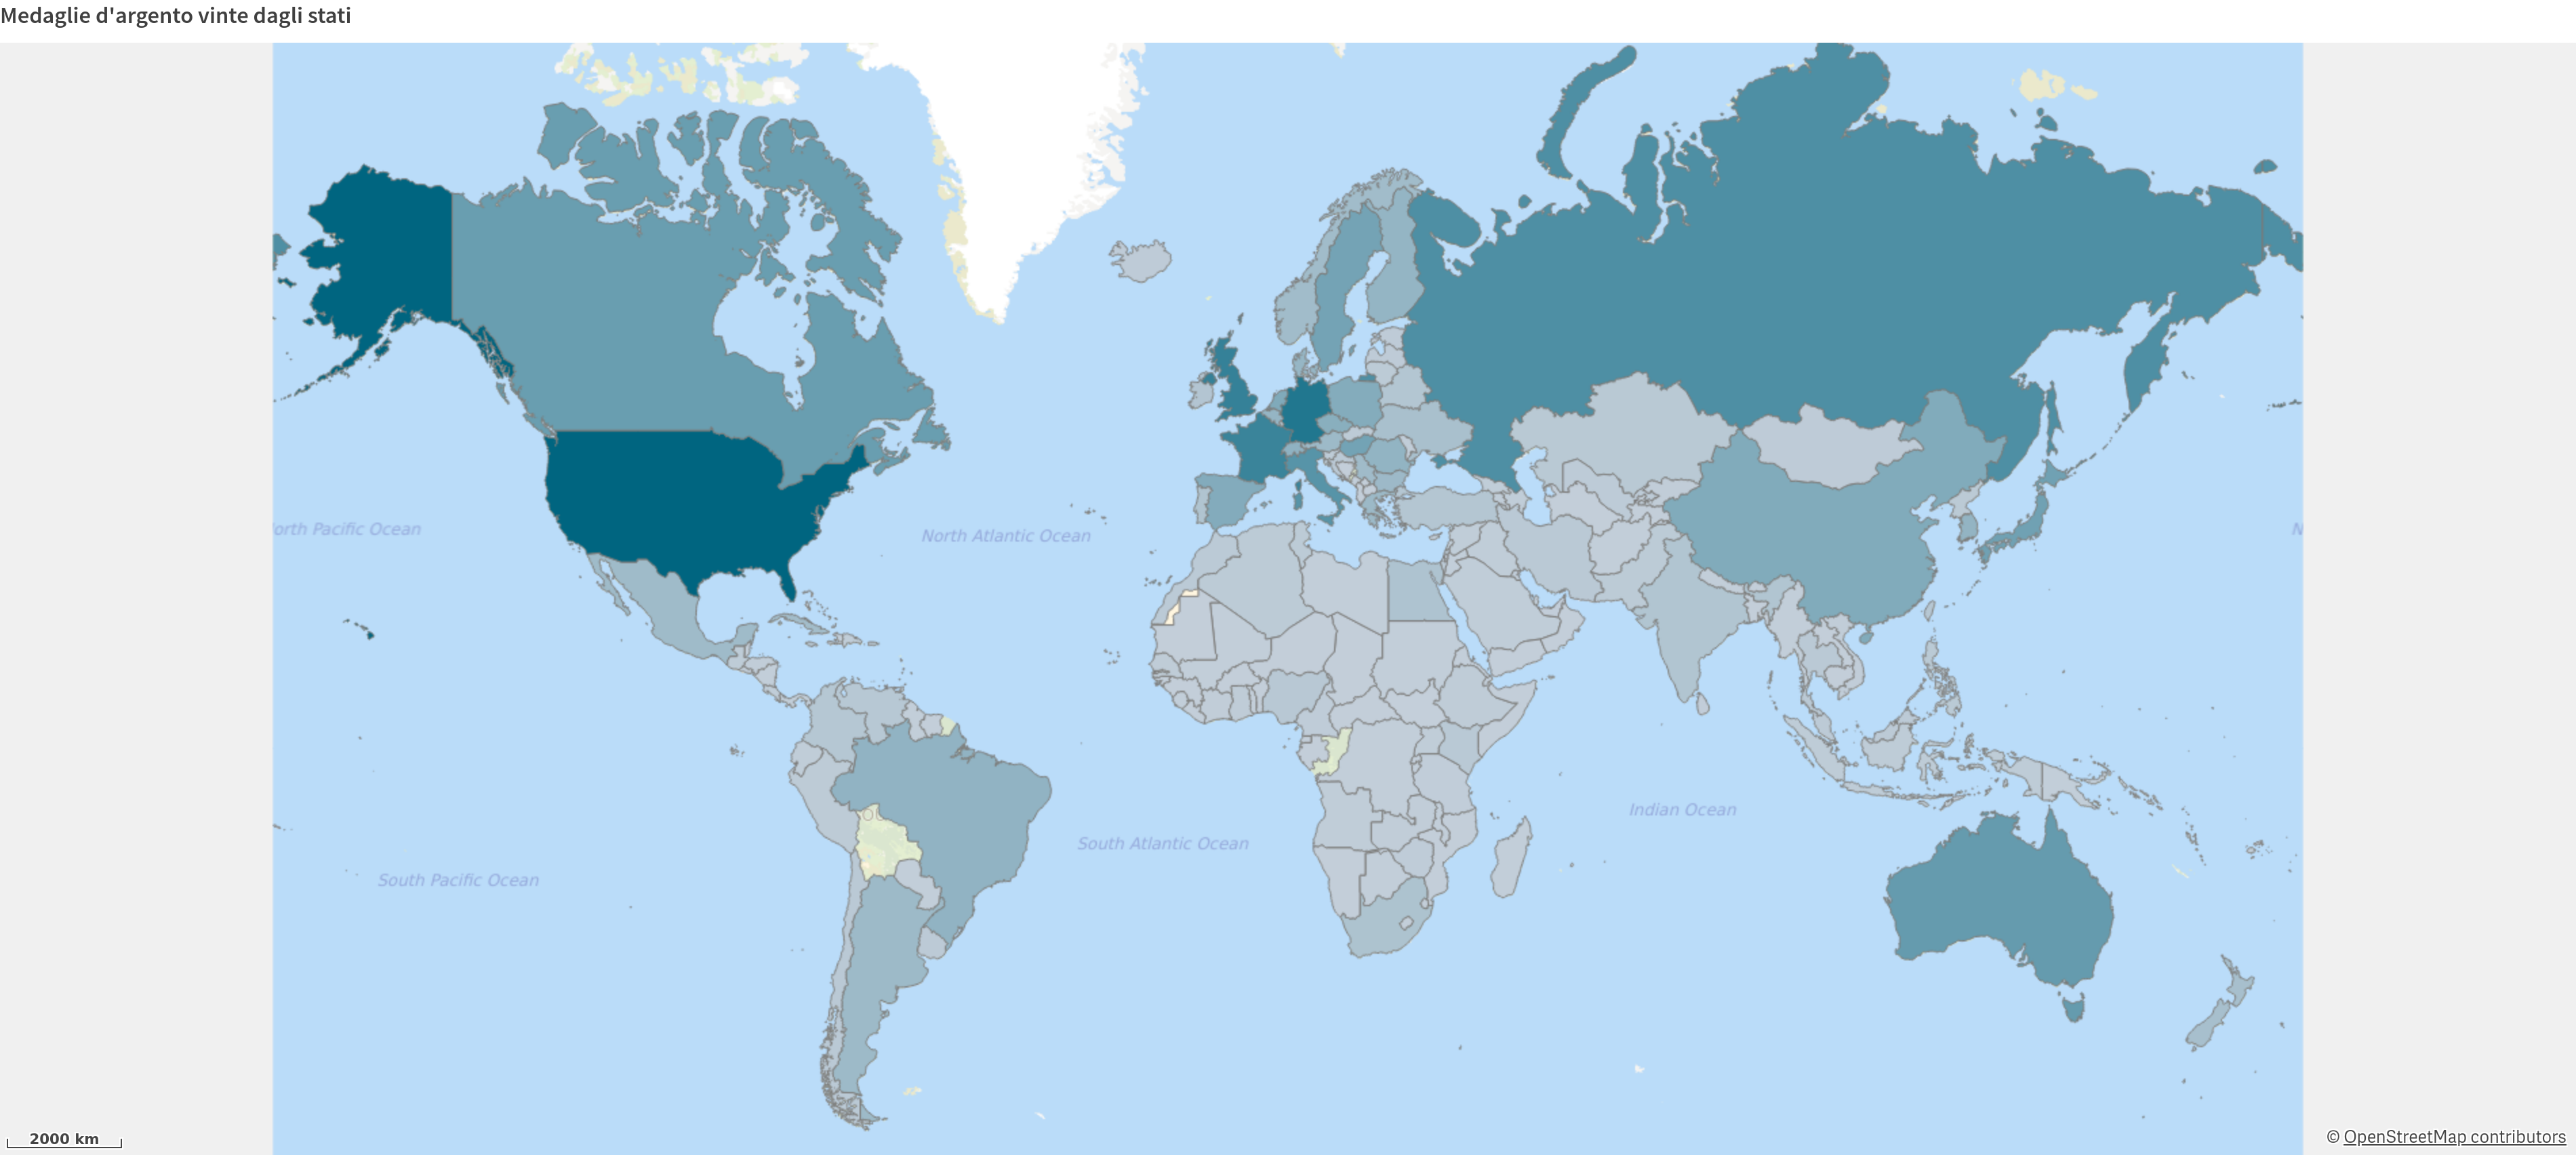 Medaglie d'argento vinte dagli stati
orth Pacific Ocean
North Atlantic Ocean
N
Indian Ocean
South Atlantic Ocean
South Pacific Ocean
2000 km
© OpenStreetMap contributors